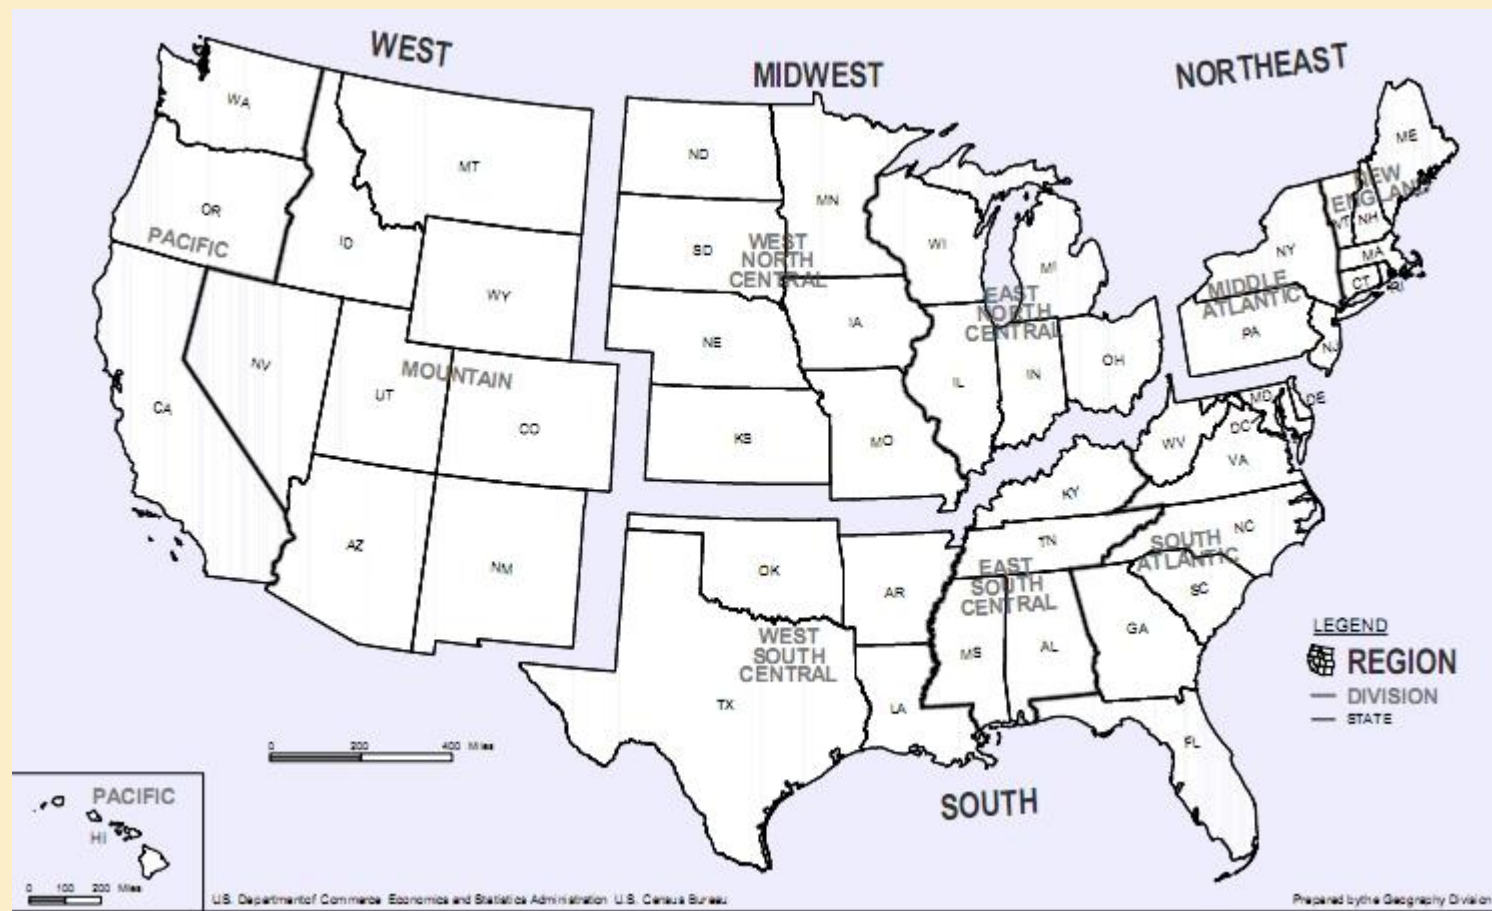 WEST
MIDWEST
NORTHEAST
WA
MT
ND
MN
ME
OR
PACIFIC
ID
WY
SD
WEST
NORTH
CENTRAL
WI
MI
NEW
ENGLAND
VT
NH
NY
MA
CT
RI
MIDDLE
ATLANTIC
PA
NJ
EAST
NORTH
CENTRAL
IA
NE
NV
MOUNTAIN
UT
CO
CA
KS
MO
IL
IN
OH
MD
DE
DC
WV
VA
KY
AZ
NM
OK
AR
TN
NC
SOUTH
ATLANTIC
SC
EAST
SOUTH
CENTRAL
WEST
SOUTH
CENTRAL
MS
AL
GA
TX
LA
FL
LEGEND
REGION
DIVISION
STATE
0 200 400 Miles
SOUTH
PACIFIC
HI
0 100 200 Miles
U.S. Department of Commerce Economics and Statistics Administration U.S. Census Bureau
Prepared by the Geography Division